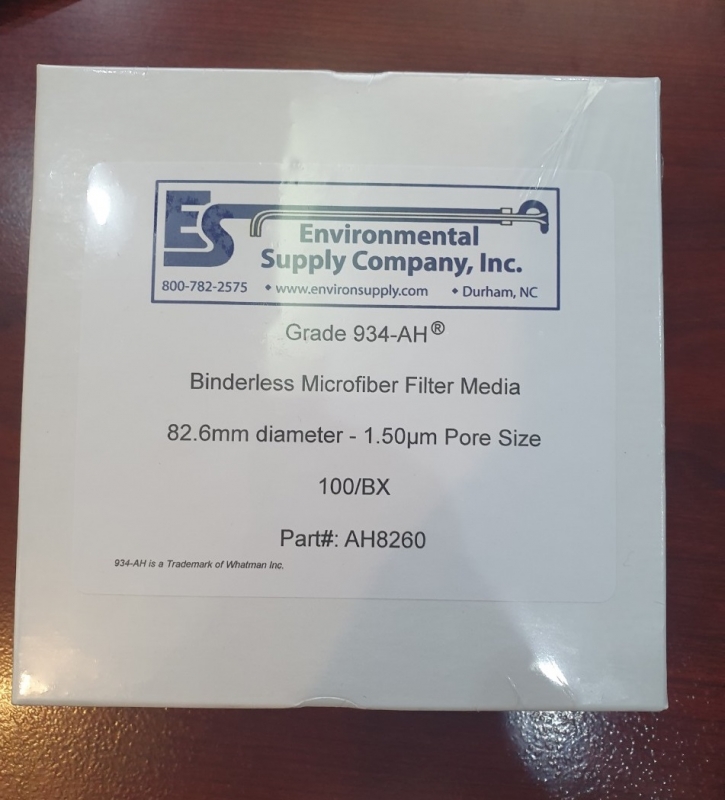 ES
Environmental
Supply Company, Inc.
800-782-2575 • www.environsupply.com • Durham, NC
Grade 934-AH®
Binderless Microfiber Filter Media
82.6mm diameter - 1.50µm Pore Size
100/BX
Part#: AH8260
934-AH is a Trademark of Whatman Inc.